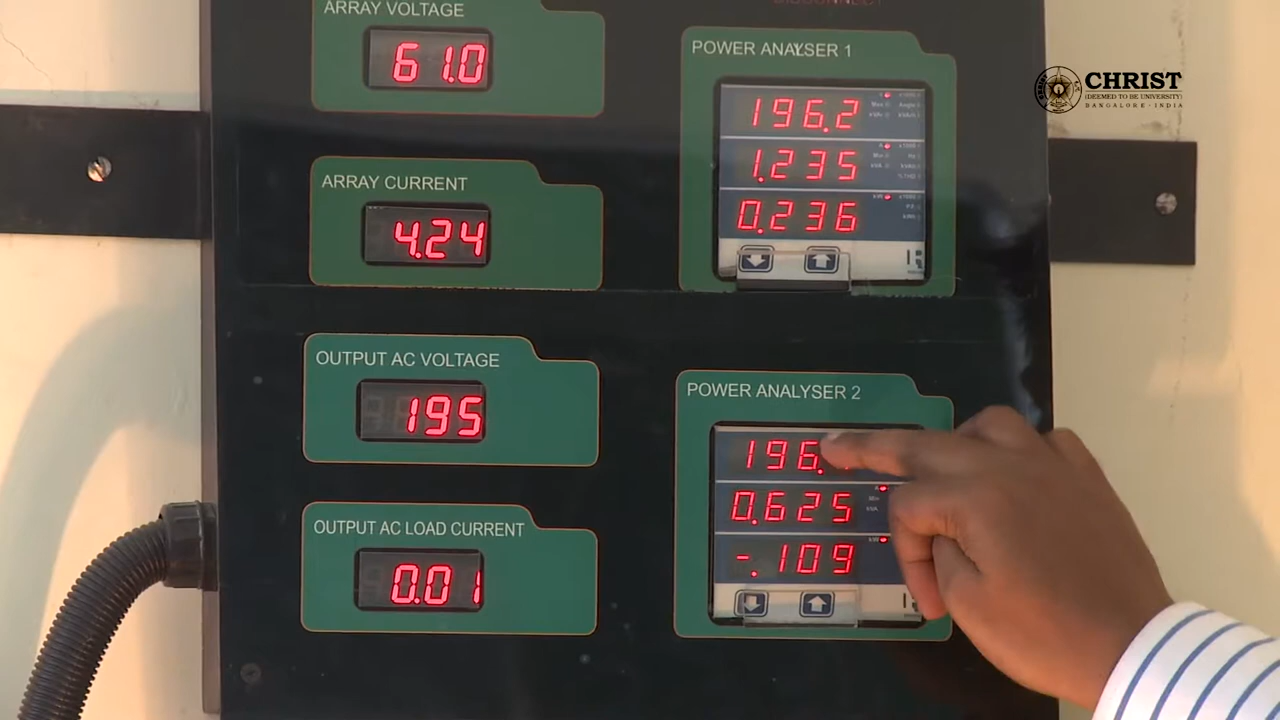 ARRAY VOLTAGE
61.0
ARRAY CURRENT
4.24
OUTPUT AC VOLTAGE
195
OUTPUT AC LOAD CURRENT
0.01
DISCONNECT
POWER ANALYSER 1
196.2
1.235
0.236
POWER ANALYSER 2
196.
0.625
-.109
CHRIST
(DEEMED TO BE UNIVERSITY)
BANGALORE · INDIA